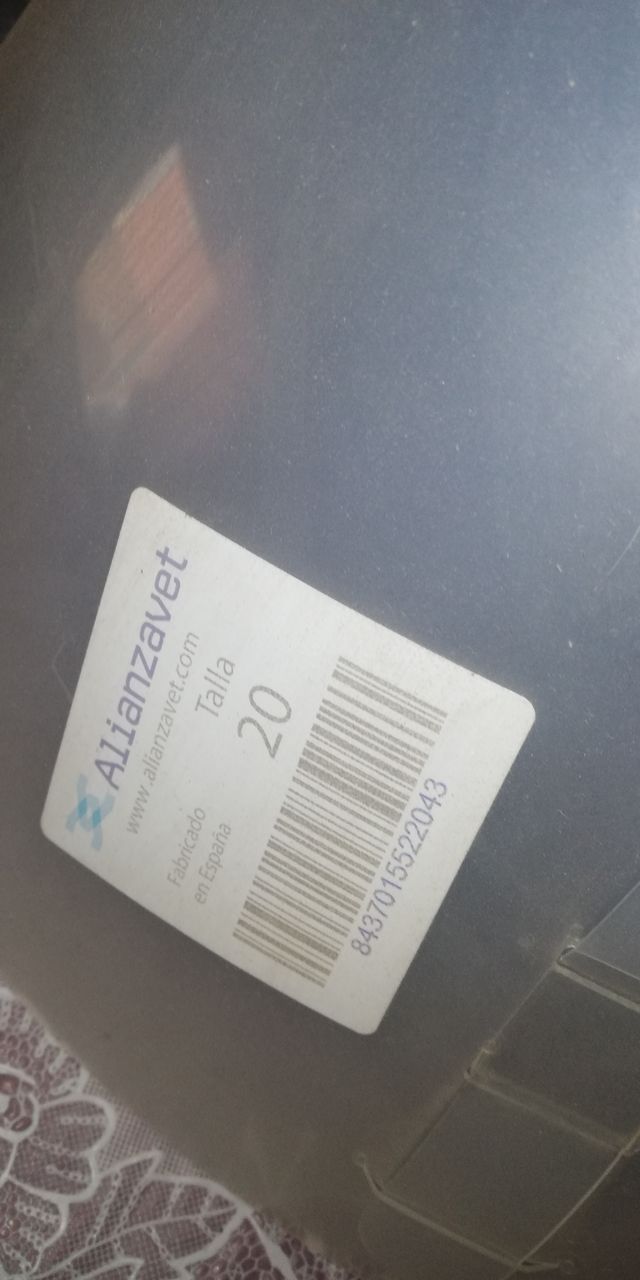 Alianzavet
www.alianzavet.com
Fabricado
en España
Talla
20
8437015522043